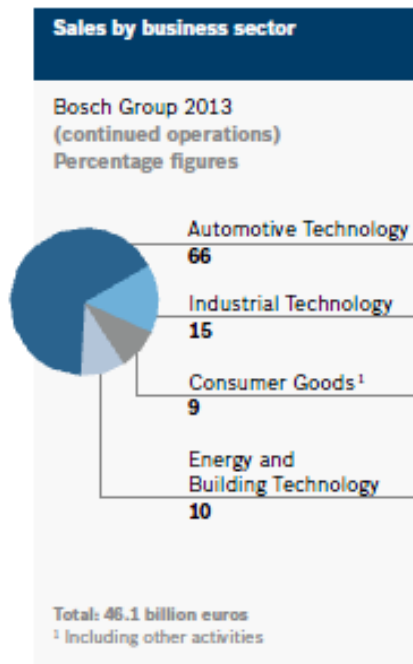 Sales by business sector
Bosch Group 2013
(continued operations)
Percentage figures
Automotive Technology
66
Industrial Technology
15
Consumer Goods¹
9
Energy and
Building Technology
10
Total: 46.1 billion euros
¹ Including other activities